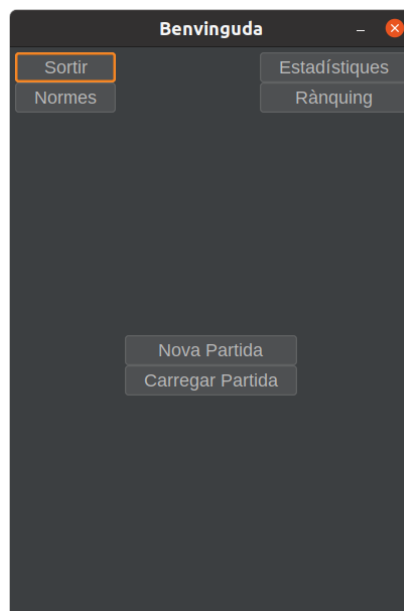 Benvinguda
Sortir
Estadístiques
Normes
Rànquing
Nova Partida
Carregar Partida